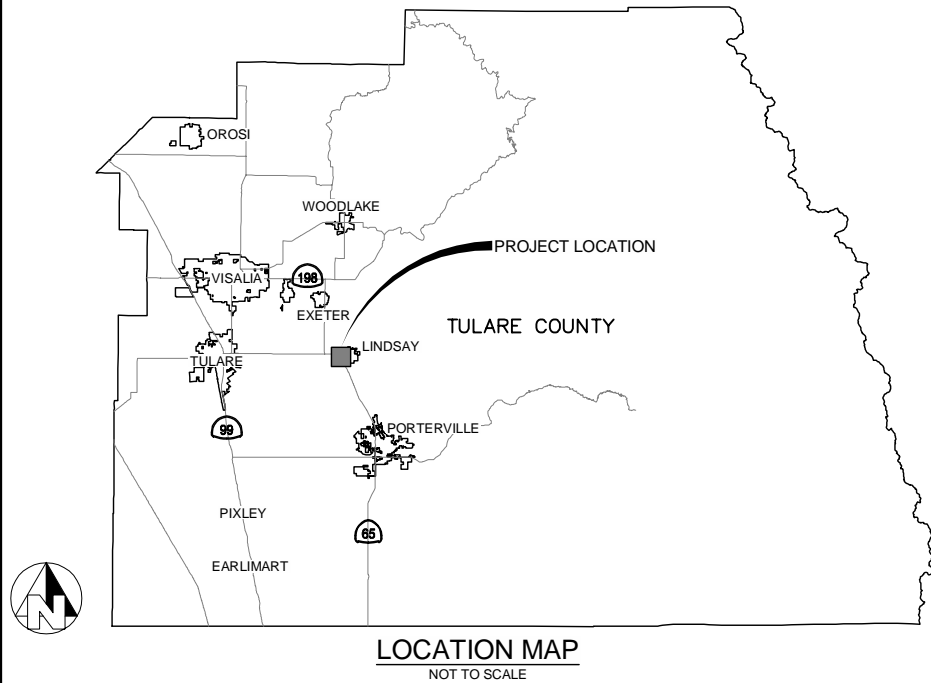 OROSI
WOODLAKE
PROJECT LOCATION
VISALIA
198
EXETER
TULARE COUNTY
LINDSAY
TULARE
99
PORTERVILLE
PIXLEY
65
EARLIMART
N
LOCATION MAP
NOT TO SCALE